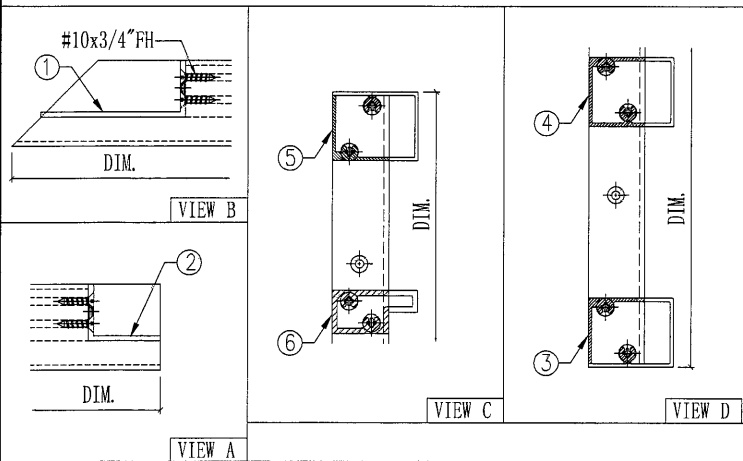 #10x3/4"FH
1
DIM.
VIEW B
2
DIM.
VIEW A
5
DIM.
6
VIEW C
4
DIM.
3
VIEW D